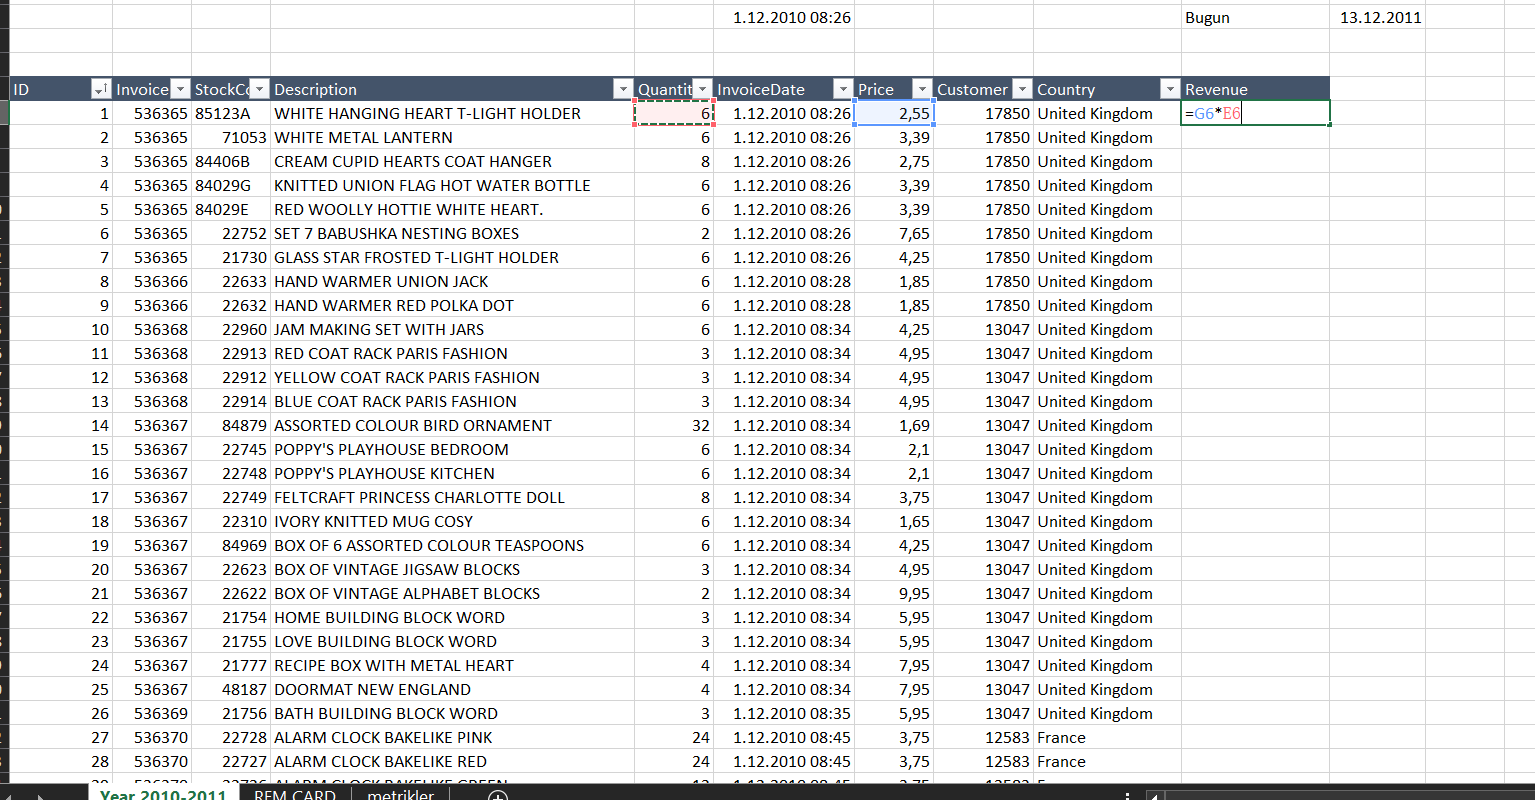 1.12.2010 08:26 Bugun 13.12.2011
ID Invoice StockCo Description Quantit InvoiceDate Price Customer Country Revenue
1 536365 85123A WHITE HANGING HEART T-LIGHT HOLDER 6 1.12.2010 08:26 2,55 17850 United Kingdom =G6*E6
2 536365 71053 WHITE METAL LANTERN 6 1.12.2010 08:26 3,39 17850 United Kingdom
3 536365 84406B CREAM CUPID HEARTS COAT HANGER 8 1.12.2010 08:26 2,75 17850 United Kingdom
4 536365 84029G KNITTED UNION FLAG HOT WATER BOTTLE 6 1.12.2010 08:26 3,39 17850 United Kingdom
5 536365 84029E RED WOOLLY HOTTIE WHITE HEART. 6 1.12.2010 08:26 3,39 17850 United Kingdom
6 536365 22752 SET 7 BABUSHKA NESTING BOXES 2 1.12.2010 08:26 7,65 17850 United Kingdom
7 536365 21730 GLASS STAR FROSTED T-LIGHT HOLDER 6 1.12.2010 08:26 4,25 17850 United Kingdom
8 536366 22633 HAND WARMER UNION JACK 6 1.12.2010 08:28 1,85 17850 United Kingdom
9 536366 22632 HAND WARMER RED POLKA DOT 6 1.12.2010 08:28 1,85 17850 United Kingdom
10 536368 22960 JAM MAKING SET WITH JARS 6 1.12.2010 08:34 4,25 13047 United Kingdom
11 536368 22913 RED COAT RACK PARIS FASHION 3 1.12.2010 08:34 4,95 13047 United Kingdom
12 536368 22912 YELLOW COAT RACK PARIS FASHION 3 1.12.2010 08:34 4,95 13047 United Kingdom
13 536368 22914 BLUE COAT RACK PARIS FASHION 3 1.12.2010 08:34 4,95 13047 United Kingdom
14 536367 84879 ASSORTED COLOUR BIRD ORNAMENT 32 1.12.2010 08:34 1,69 13047 United Kingdom
15 536367 22745 POPPY'S PLAYHOUSE BEDROOM 6 1.12.2010 08:34 2,1 13047 United Kingdom
16 536367 22748 POPPY'S PLAYHOUSE KITCHEN 6 1.12.2010 08:34 2,1 13047 United Kingdom
17 536367 22749 FELTCRAFT PRINCESS CHARLOTTE DOLL 8 1.12.2010 08:34 3,75 13047 United Kingdom
18 536367 22310 IVORY KNITTED MUG COSY 6 1.12.2010 08:34 1,65 13047 United Kingdom
19 536367 84969 BOX OF 6 ASSORTED COLOUR TEASPOONS 6 1.12.2010 08:34 4,25 13047 United Kingdom
20 536367 22623 BOX OF VINTAGE JIGSAW BLOCKS 3 1.12.2010 08:34 4,95 13047 United Kingdom
21 536367 22622 BOX OF VINTAGE ALPHABET BLOCKS 2 1.12.2010 08:34 9,95 13047 United Kingdom
22 536367 21754 HOME BUILDING BLOCK WORD 3 1.12.2010 08:34 5,95 13047 United Kingdom
23 536367 21755 LOVE BUILDING BLOCK WORD 3 1.12.2010 08:34 5,95 13047 United Kingdom
24 536367 21777 RECIPE BOX WITH METAL HEART 4 1.12.2010 08:34 7,95 13047 United Kingdom
25 536367 48187 DOORMAT NEW ENGLAND 4 1.12.2010 08:34 7,95 13047 United Kingdom
26 536369 21756 BATH BUILDING BLOCK WORD 3 1.12.2010 08:35 5,95 13047 United Kingdom
27 536370 22728 ALARM CLOCK BAKELIKE PINK 24 1.12.2010 08:45 3,75 12583 France
28 536370 22727 ALARM CLOCK BAKELIKE RED 24 1.12.2010 08:45 3,75 12583 France
Year 2010-2011 RFM CARD metrikler